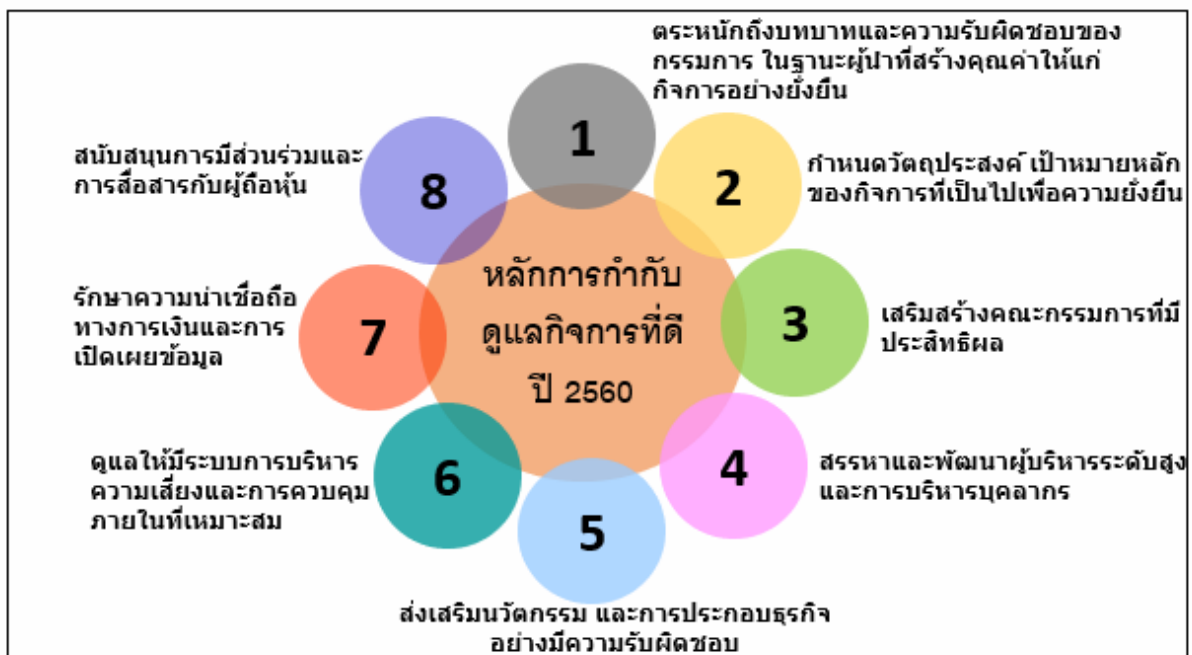 หลักการกำกับ
ดูแลกิจการที่ดี
ปี 2560
1
ตระหนักถึงบทบาทและความรับผิดชอบของ
กรรมการ ในฐานะผู้นำที่สร้างคุณค่าให้แก่
กิจการอย่างยั่งยืน
2
กำหนดวัตถุประสงค์ เป้าหมายหลัก
ของกิจการที่เป็นไปเพื่อความยั่งยืน
3
เสริมสร้างคณะกรรมการที่มี
ประสิทธิผล
4
สรรหาและพัฒนาผู้บริหารระดับสูง
และการบริหารบุคลากร
5
ส่งเสริมนวัตกรรม และการประกอบธุรกิจ
อย่างมีความรับผิดชอบ
6
ดูแลให้มีระบบการบริหาร
ความเสี่ยงและการควบคุม
ภายในที่เหมาะสม
7
รักษาความน่าเชื่อถือ
ทางการเงินและการ
เปิดเผยข้อมูล
8
สนับสนุนการมีส่วนร่วมและ
การสื่อสารกับผู้ถือหุ้น